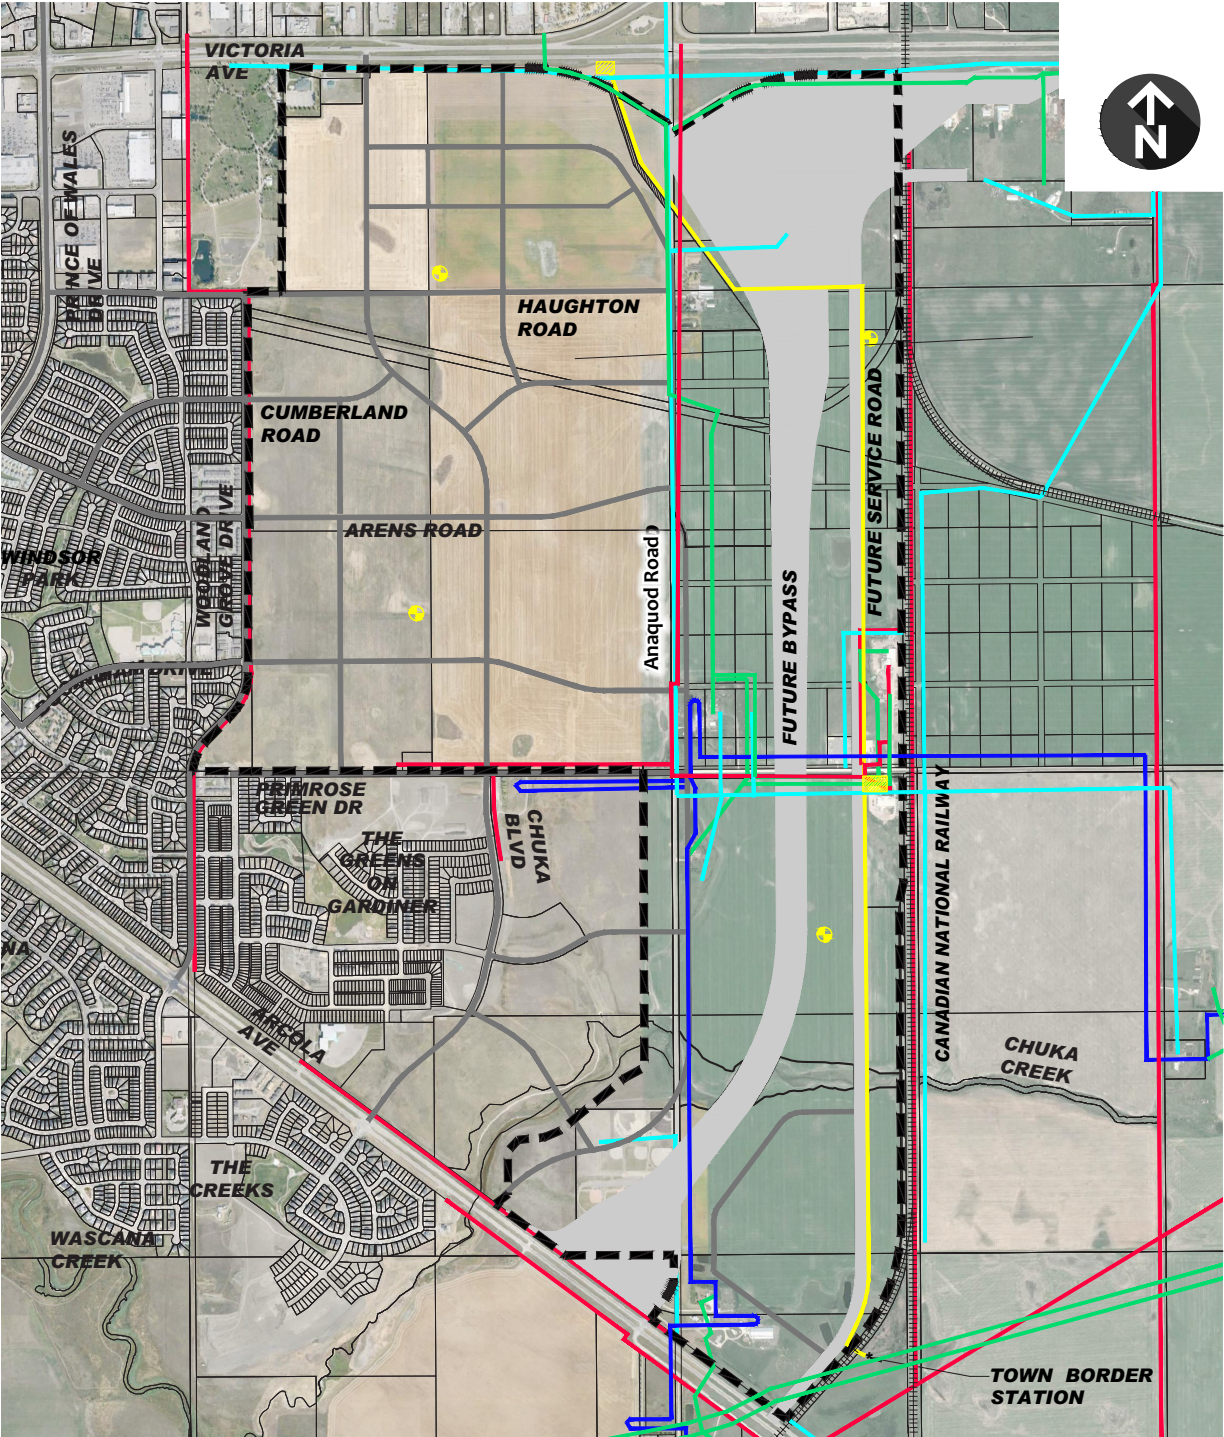 VICTORIA
AVE
N
PRINCE OF WALES
DRIVE
HAUGHTON
ROAD
CUMBERLAND
ROAD
FUTURE SERVICE ROAD
WOODLAND
GROVE DRIVE
ARENS ROAD
Anaquod Road
WINDSOR
PARK
FUTURE BYPASS
DRIVE
PRIMROSE
GREEN DR
CHUKA
BLVD
THE
GREENS
ON
GARDINER
CANADIAN NATIONAL RAILWAY
NA
ARCOLA
AVE
CHUKA
CREEK
THE
CREEKS
WASCANA
CREEK
TOWN BORDER
STATION